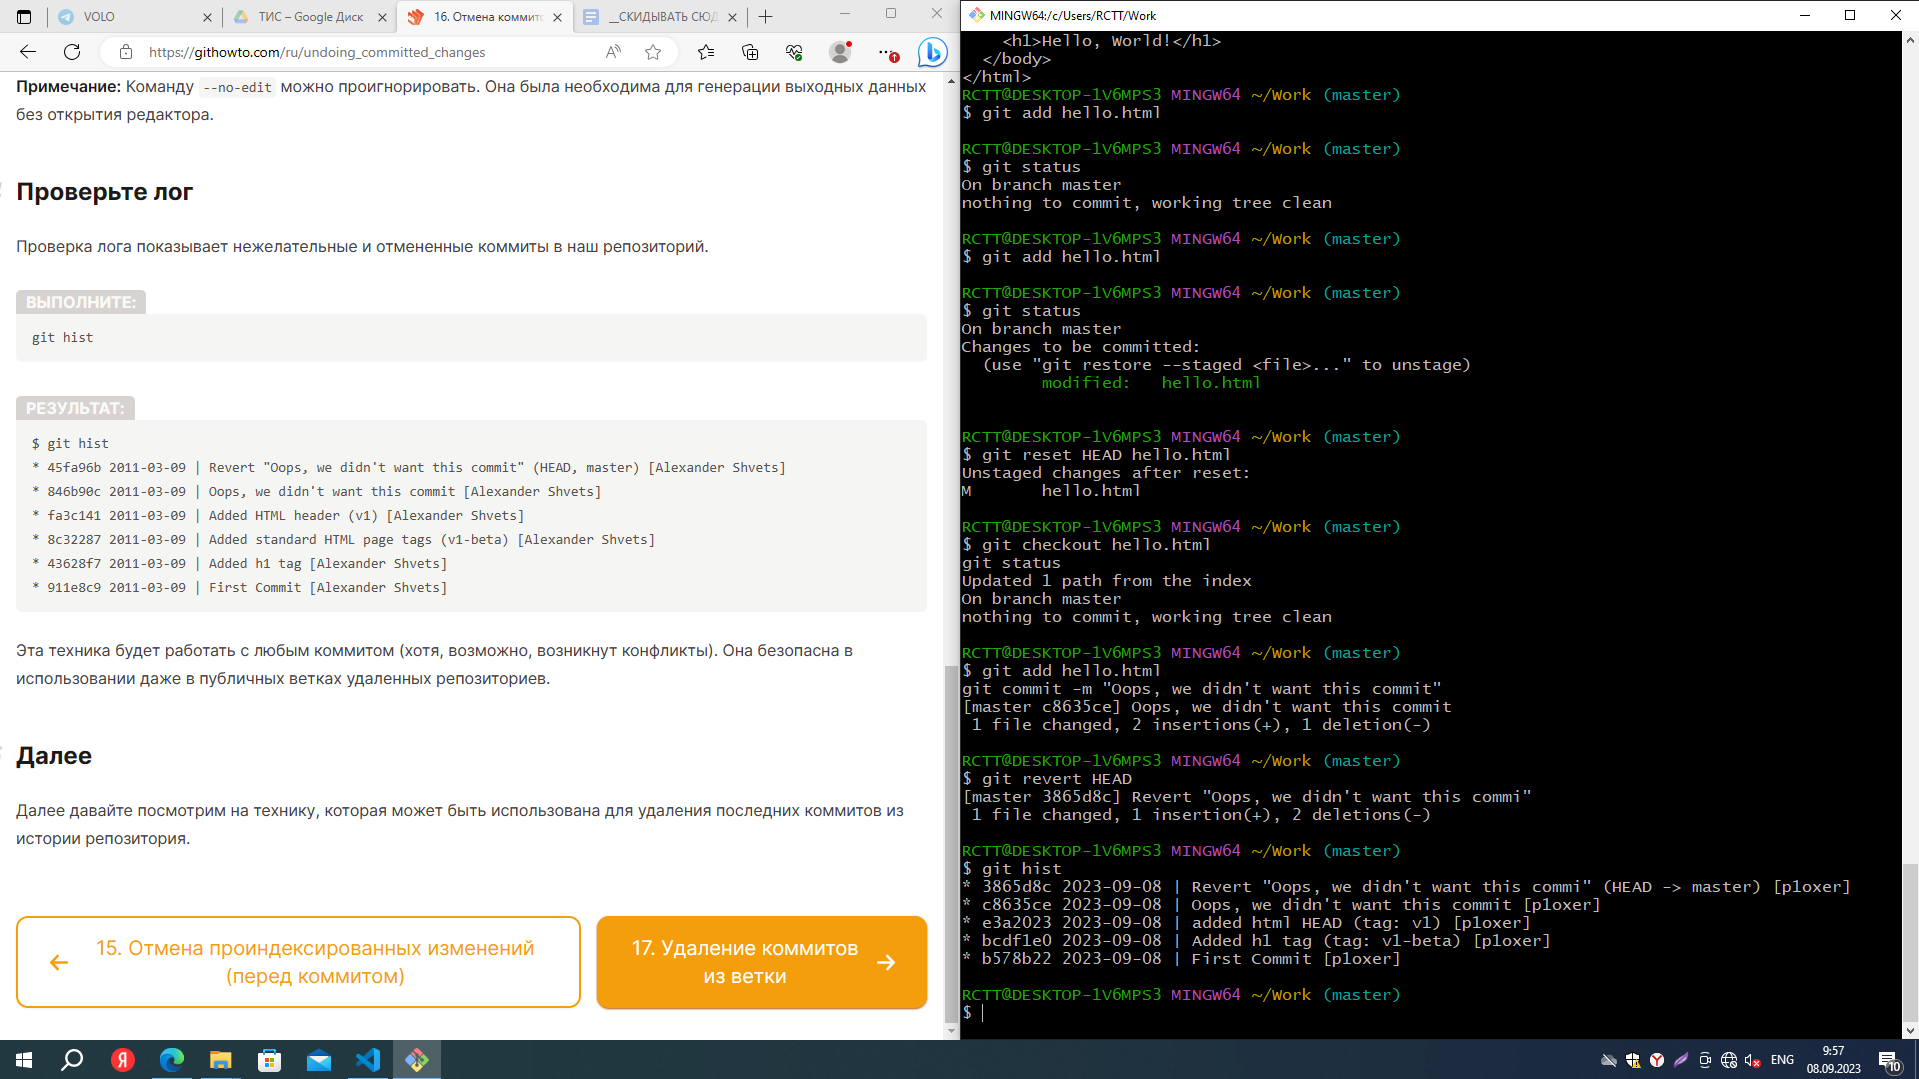 VOLO
ТИС – Google Диск
16. Отмена коммито
__СКИДЫВАТЬ СЮД
https://githowto.com/ru/undoing_committed_changes
Примечание: Команду --no-edit можно проигнорировать. Она была необходима для генерации выходных данных
без открытия редактора.
Проверьте лог
Проверка лога показывает нежелательные и отмененные коммиты в наш репозиторий.
ВЫПОЛНИТЕ:
git hist
РЕЗУЛЬТАТ:
$ git hist
* 45fa96b 2011-03-09 | Revert "Oops, we didn't want this commit" (HEAD, master) [Alexander Shvets]
* 846b90c 2011-03-09 | Oops, we didn't want this commit [Alexander Shvets]
* fa3c141 2011-03-09 | Added HTML header (v1) [Alexander Shvets]
* 8c32287 2011-03-09 | Added standard HTML page tags (v1-beta) [Alexander Shvets]
* 43628f7 2011-03-09 | Added h1 tag [Alexander Shvets]
* 911e8c9 2011-03-09 | First Commit [Alexander Shvets]
Эта техника будет работать с любым коммитом (хотя, возможно, возникнут конфликты). Она безопасна в
использовании даже в публичных ветках удаленных репозиториев.
Далее
Далее давайте посмотрим на технику, которая может быть использована для удаления последних коммитов из
истории репозитория.
15. Отмена проиндексированных изменений
(перед коммитом)
17. Удаление коммитов
из ветки
MINGW64:/c/Users/RCTT/Work
<h1>Hello, World!</h1>
</body>
</html>
RCTT@DESKTOP-1V6MPS3 MINGW64 ~/Work (master)
$ git add hello.html
RCTT@DESKTOP-1V6MPS3 MINGW64 ~/Work (master)
$ git status
On branch master
nothing to commit, working tree clean
RCTT@DESKTOP-1V6MPS3 MINGW64 ~/Work (master)
$ git add hello.html
RCTT@DESKTOP-1V6MPS3 MINGW64 ~/Work (master)
$ git status
On branch master
Changes to be committed:
(use "git restore --staged <file>..." to unstage)
modified:   hello.html
RCTT@DESKTOP-1V6MPS3 MINGW64 ~/Work (master)
$ git reset HEAD hello.html
Unstaged changes after reset:
M       hello.html
RCTT@DESKTOP-1V6MPS3 MINGW64 ~/Work (master)
$ git checkout hello.html
git status
Updated 1 path from the index
On branch master
nothing to commit, working tree clean
RCTT@DESKTOP-1V6MPS3 MINGW64 ~/Work (master)
$ git add hello.html
git commit -m "Oops, we didn't want this commit"
[master c8635ce] Oops, we didn't want this commit
1 file changed, 2 insertions(+), 1 deletion(-)
RCTT@DESKTOP-1V6MPS3 MINGW64 ~/Work (master)
$ git revert HEAD
[master 3865d8c] Revert "Oops, we didn't want this commi"
1 file changed, 1 insertion(+), 2 deletions(-)
RCTT@DESKTOP-1V6MPS3 MINGW64 ~/Work (master)
$ git hist
* 3865d8c 2023-09-08 | Revert "Oops, we didn't want this commi" (HEAD -> master) [p1oxer]
* c8635ce 2023-09-08 | Oops, we didn't want this commit [p1oxer]
* e3a2023 2023-09-08 | added html HEAD (tag: v1) [p1oxer]
* bcdf1e0 2023-09-08 | Added h1 tag (tag: v1-beta) [p1oxer]
* b578b22 2023-09-08 | First Commit [p1oxer]
RCTT@DESKTOP-1V6MPS3 MINGW64 ~/Work (master)
$
ENG
9:57
08.09.2023
10